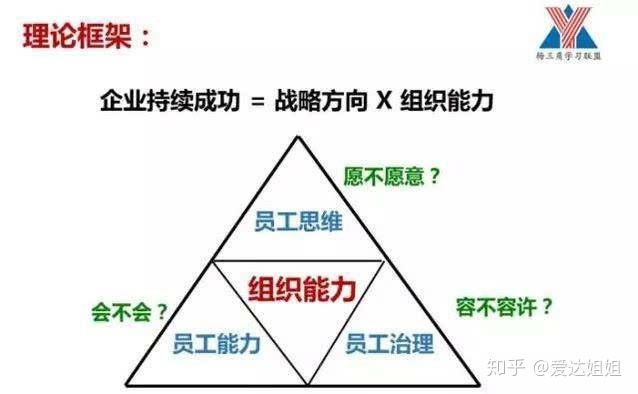 理论框架：
杨三角学习联盟
企业持续成功 = 战略方向 X 组织能力
愿不愿意？
员工思维
组织能力
会不会？
容不容许？
员工能力
员工治理
知乎 @爱达姐姐